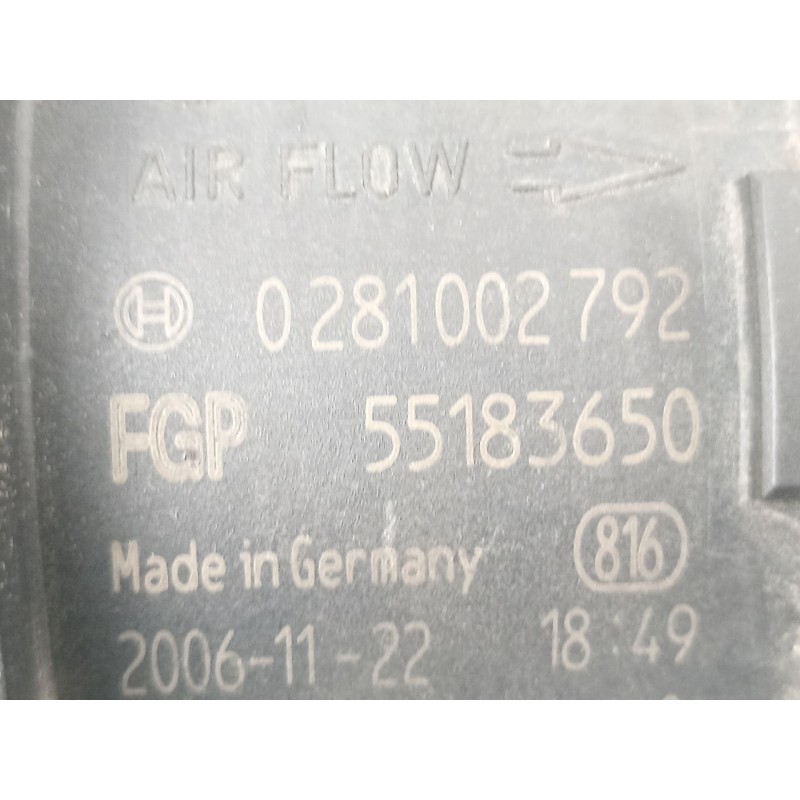 AIR FLOW
0 281 002 792
FGP 55183650
Made in Germany 816
2006-11-22 18:49